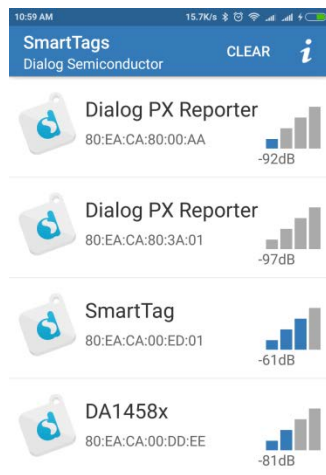 10:59 AM 15.7K/s
SmartTags
Dialog Semiconductor
CLEAR
i
Dialog PX Reporter
80:EA:CA:80:00:AA
-92dB
Dialog PX Reporter
80:EA:CA:80:3A:01
-97dB
SmartTag
80:EA:CA:00:ED:01
-61dB
DA1458x
80:EA:CA:00:DD:EE
-81dB